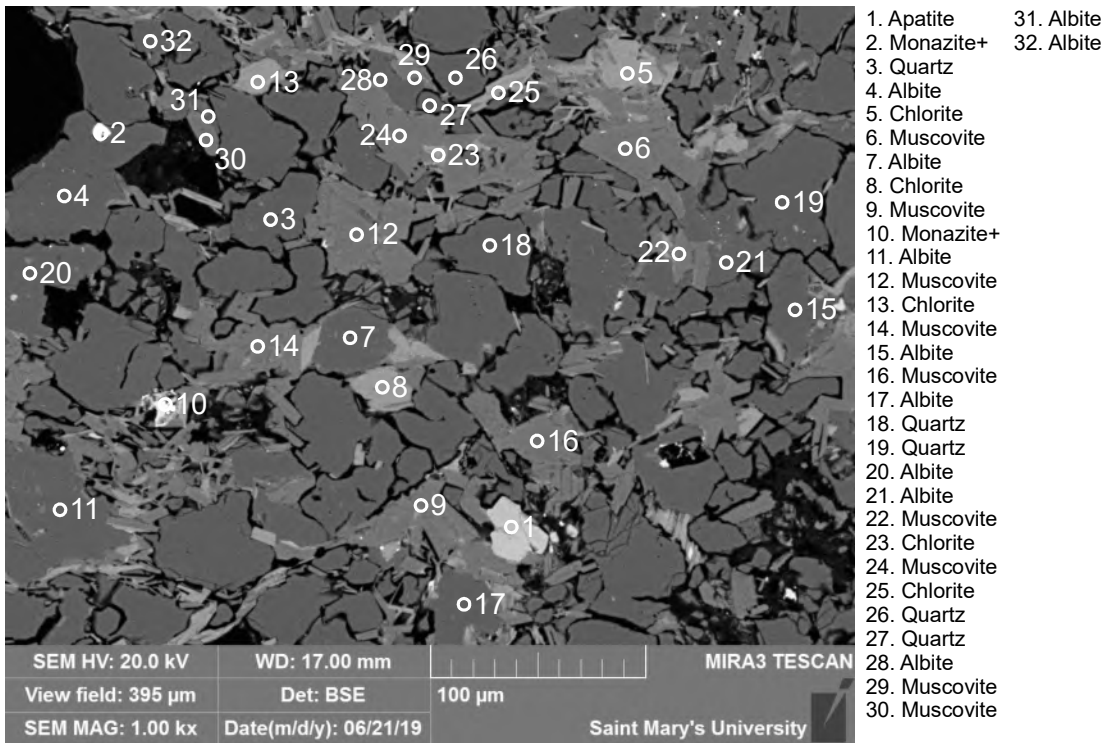 1. Apatite
2. Monazite+
3. Quartz
4. Albite
5. Chlorite
6. Muscovite
7. Albite
8. Chlorite
9. Muscovite
10. Monazite+
11. Albite
12. Muscovite
13. Chlorite
14. Muscovite
15. Albite
16. Muscovite
17. Albite
18. Quartz
19. Quartz
20. Albite
21. Albite
22. Muscovite
23. Chlorite
24. Muscovite
25. Chlorite
26. Quartz
27. Quartz
28. Albite
29. Muscovite
30. Muscovite
31. Albite
32. Albite
32
29
26
5
13
28
25
31
27
2
24
6
30
23
4
19
3
12
18
22
21
20
15
7
14
8
10
16
9
11
1
17
SEM HV: 20.0 kV WD: 17.00 mm MIRA3 TESCAN
View field: 395 µm Det: BSE 100 µm
SEM MAG: 1.00 kx Date(m/d/y): 06/21/19 Saint Mary's University